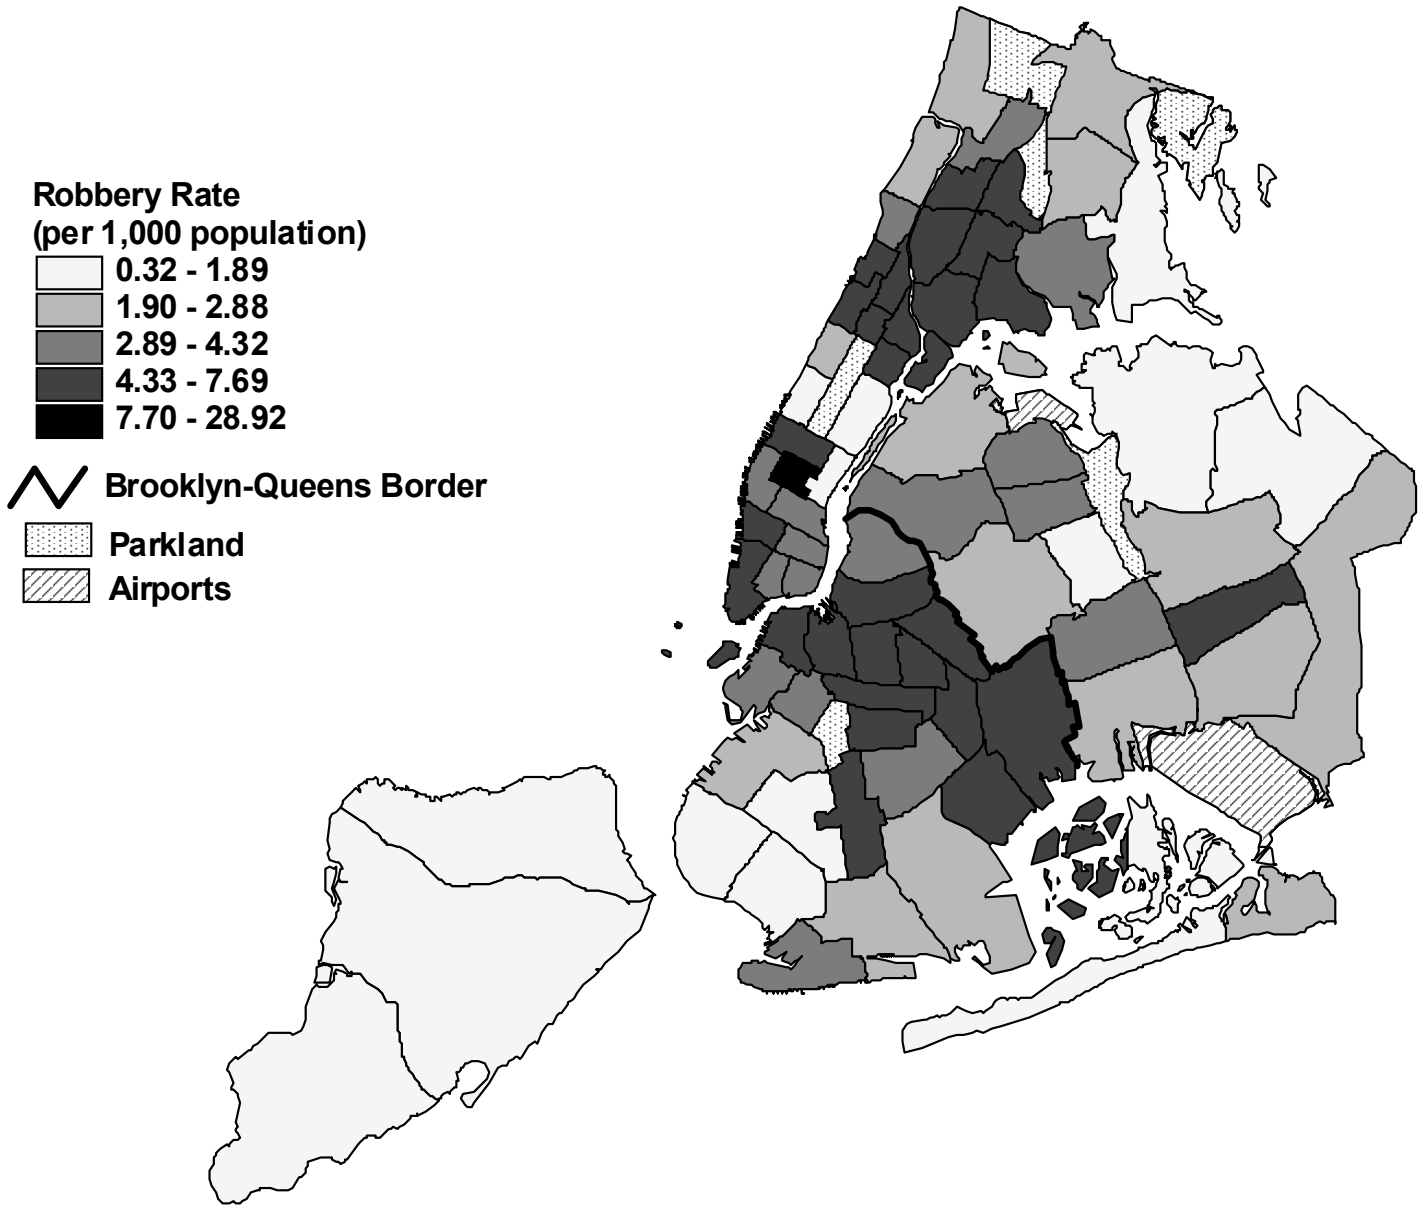 Robbery Rate
(per 1,000 population)
0.32 - 1.89
1.90 - 2.88
2.89 - 4.32
4.33 - 7.69
7.70 - 28.92
Brooklyn-Queens Border
Parkland
Airports